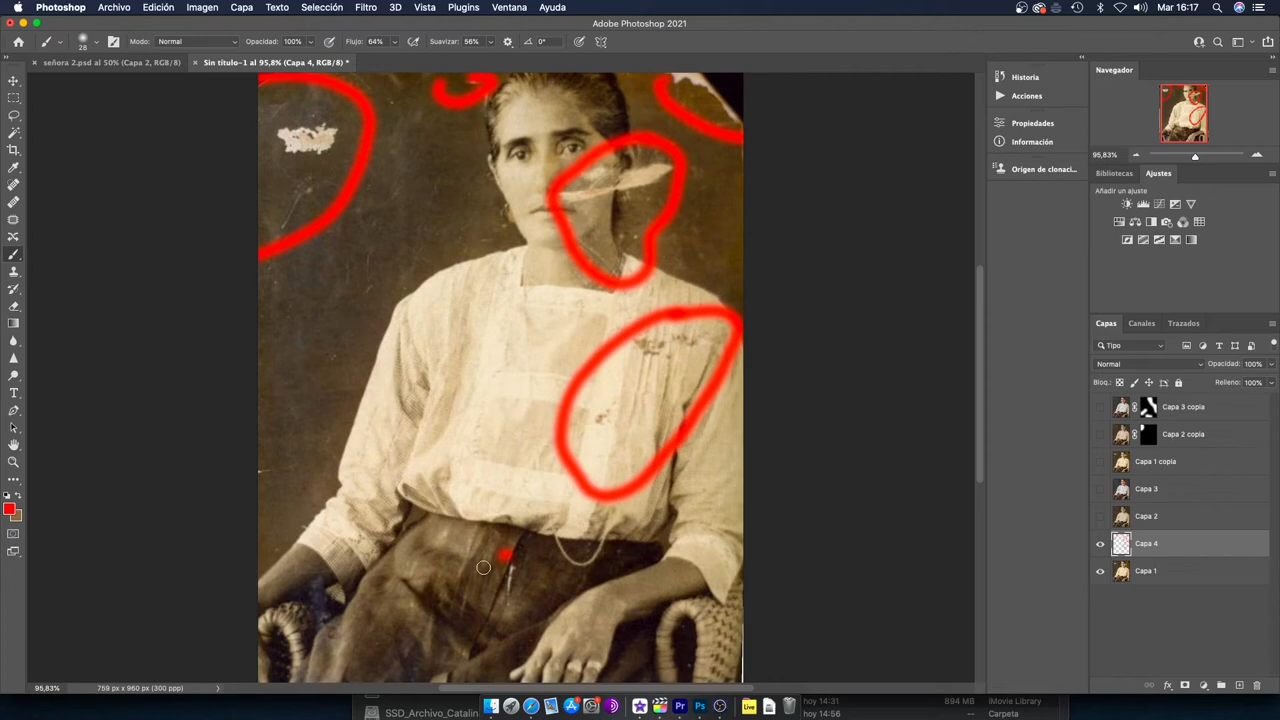 Photoshop Archivo Edición Imagen Capa Texto Selección Filtro 3D Vista Plugins Ventana Ayuda Mar 16:17
Adobe Photoshop 2021
28 Modo: Normal Opacidad: 100% Flujo: 64% Suavizar: 56% 0°
señora 2.psd al 50% (Capa 2, RGB/8) Sin título-1 al 95,8% (Capa 4, RGB/8) *
Historia
Acciones
Propiedades
Información
Origen de clonaci...
Navegador
95,83%
Bibliotecas Ajustes
Añadir un ajuste
Capas Canales Trazados
Tipo
Normal Opacidad: 100%
Bloq.: Relleno: 100%
Capa 3 copia
Capa 2 copia
Capa 1 copia
Capa 3
Capa 2
Capa 4
Capa 1
95,83% 759 px x 960 px (300 ppp)
hoy 14:31 894 MB iMovie Library
SSD_Archivo_Catalin hoy 14:56 Carpeta